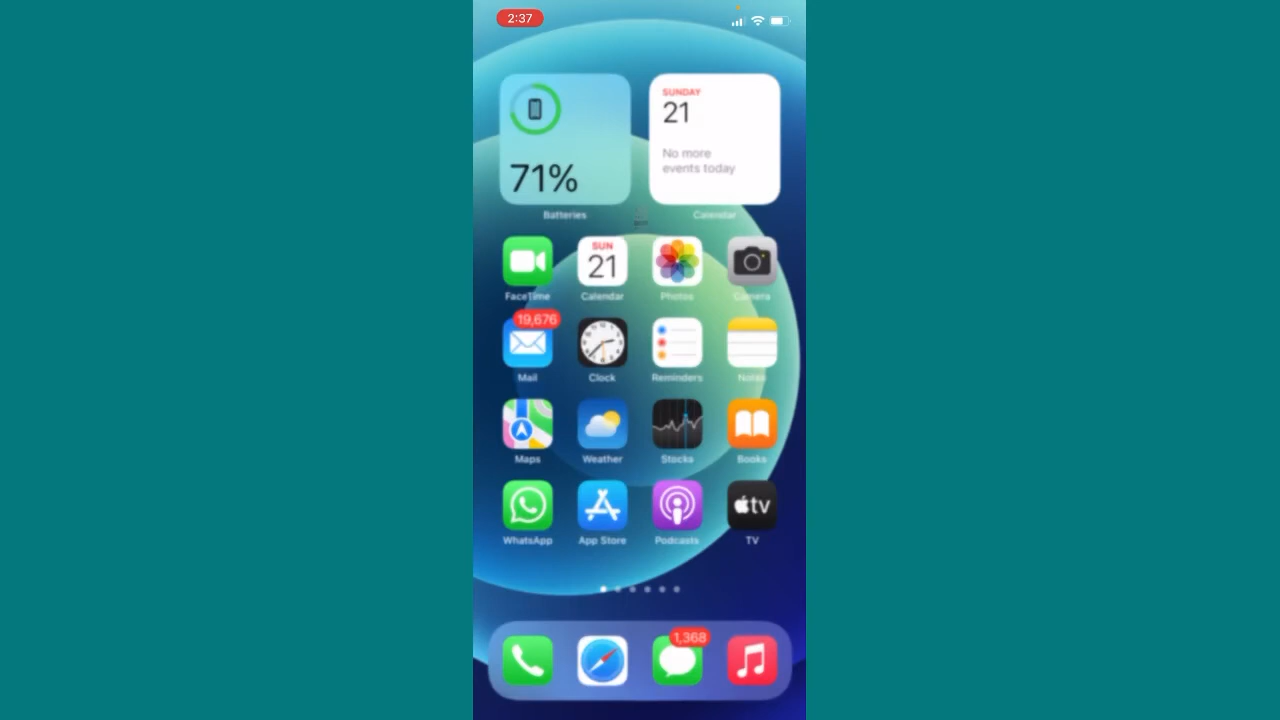 2:37
SUNDAY
21
No more
events today
71%
Batteries
Calendar
SUN
21
FaceTime
Calendar
Photos
Camera
19,676
Mail
Clock
Reminders
Notes
Maps
Weather
Stocks
Books
tv
WhatsApp
App Store
Podcasts
TV
1,368